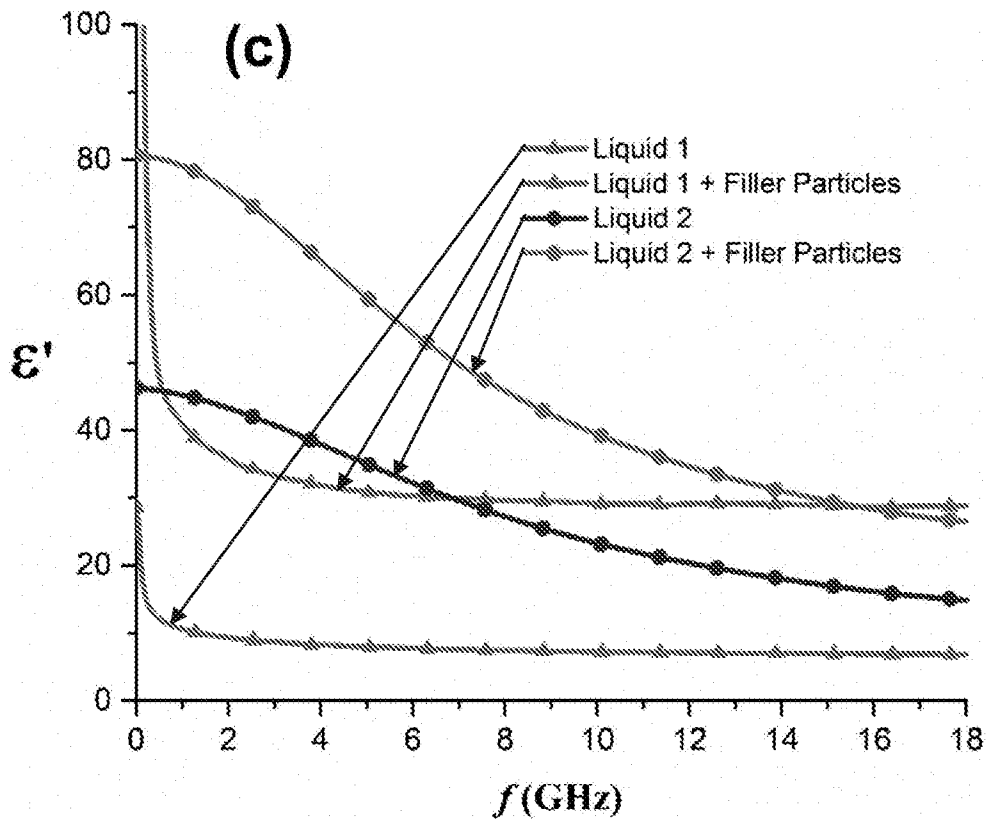 (c)
100
80
60
40
20
0
ε'
Liquid 1
Liquid 1 + Filler Particles
Liquid 2
Liquid 2 + Filler Particles
0 2 4 6 8 10 12 14 16 18
f (GHz)